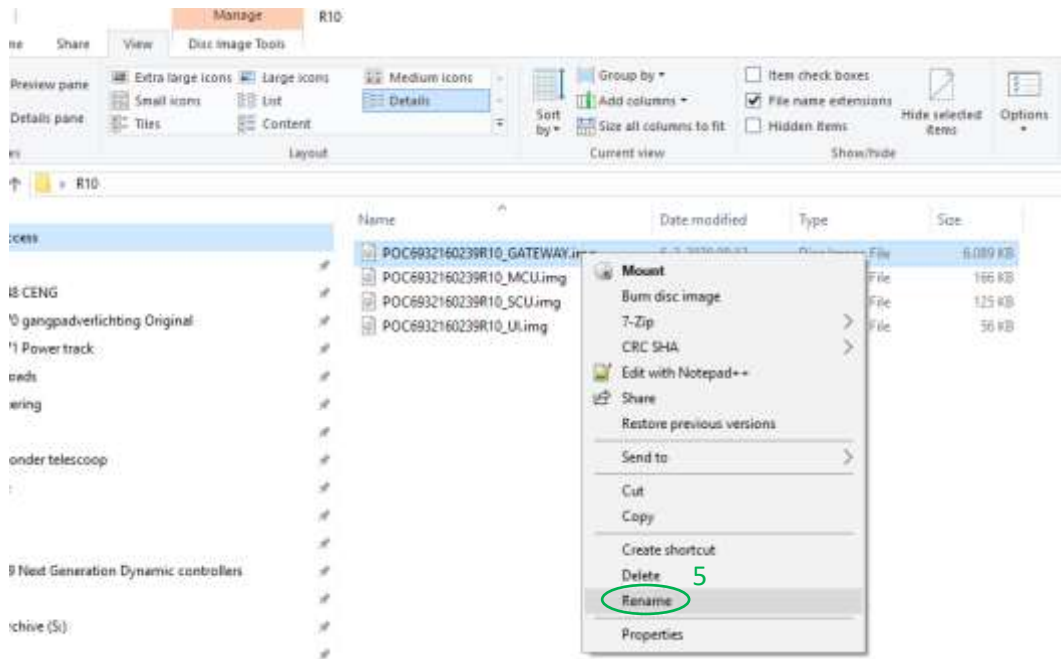 Manage R10
Share View Disc Image Tools
Preview pane
Details pane
Extra large icons Large icons Medium icons
Small icons List Details
Tiles Content
Layout
Sort by
Group by
Add columns
Size all columns to fit
Current view
Item check boxes
File name extensions
Hidden items
Hide selected items
Show/hide
Options
R10
Name Date modified Type Size
POC6932160239R10_GATEWAY.img 6.089 KB
POC6932160239R10_MCU.img File 166 KB
POC6932160239R10_SCU.img File 125 KB
POC6932160239R10_UI.img File 56 KB
CENG
gangpadverlichting Original
Power track
onder telescoop
9 Next Generation Dynamic controllers
(S:)
Mount
Burn disc image
7-Zip
CRC SHA
Edit with Notepad++
Share
Restore previous versions
Send to
Cut
Copy
Create shortcut
Delete 5
Rename
Properties